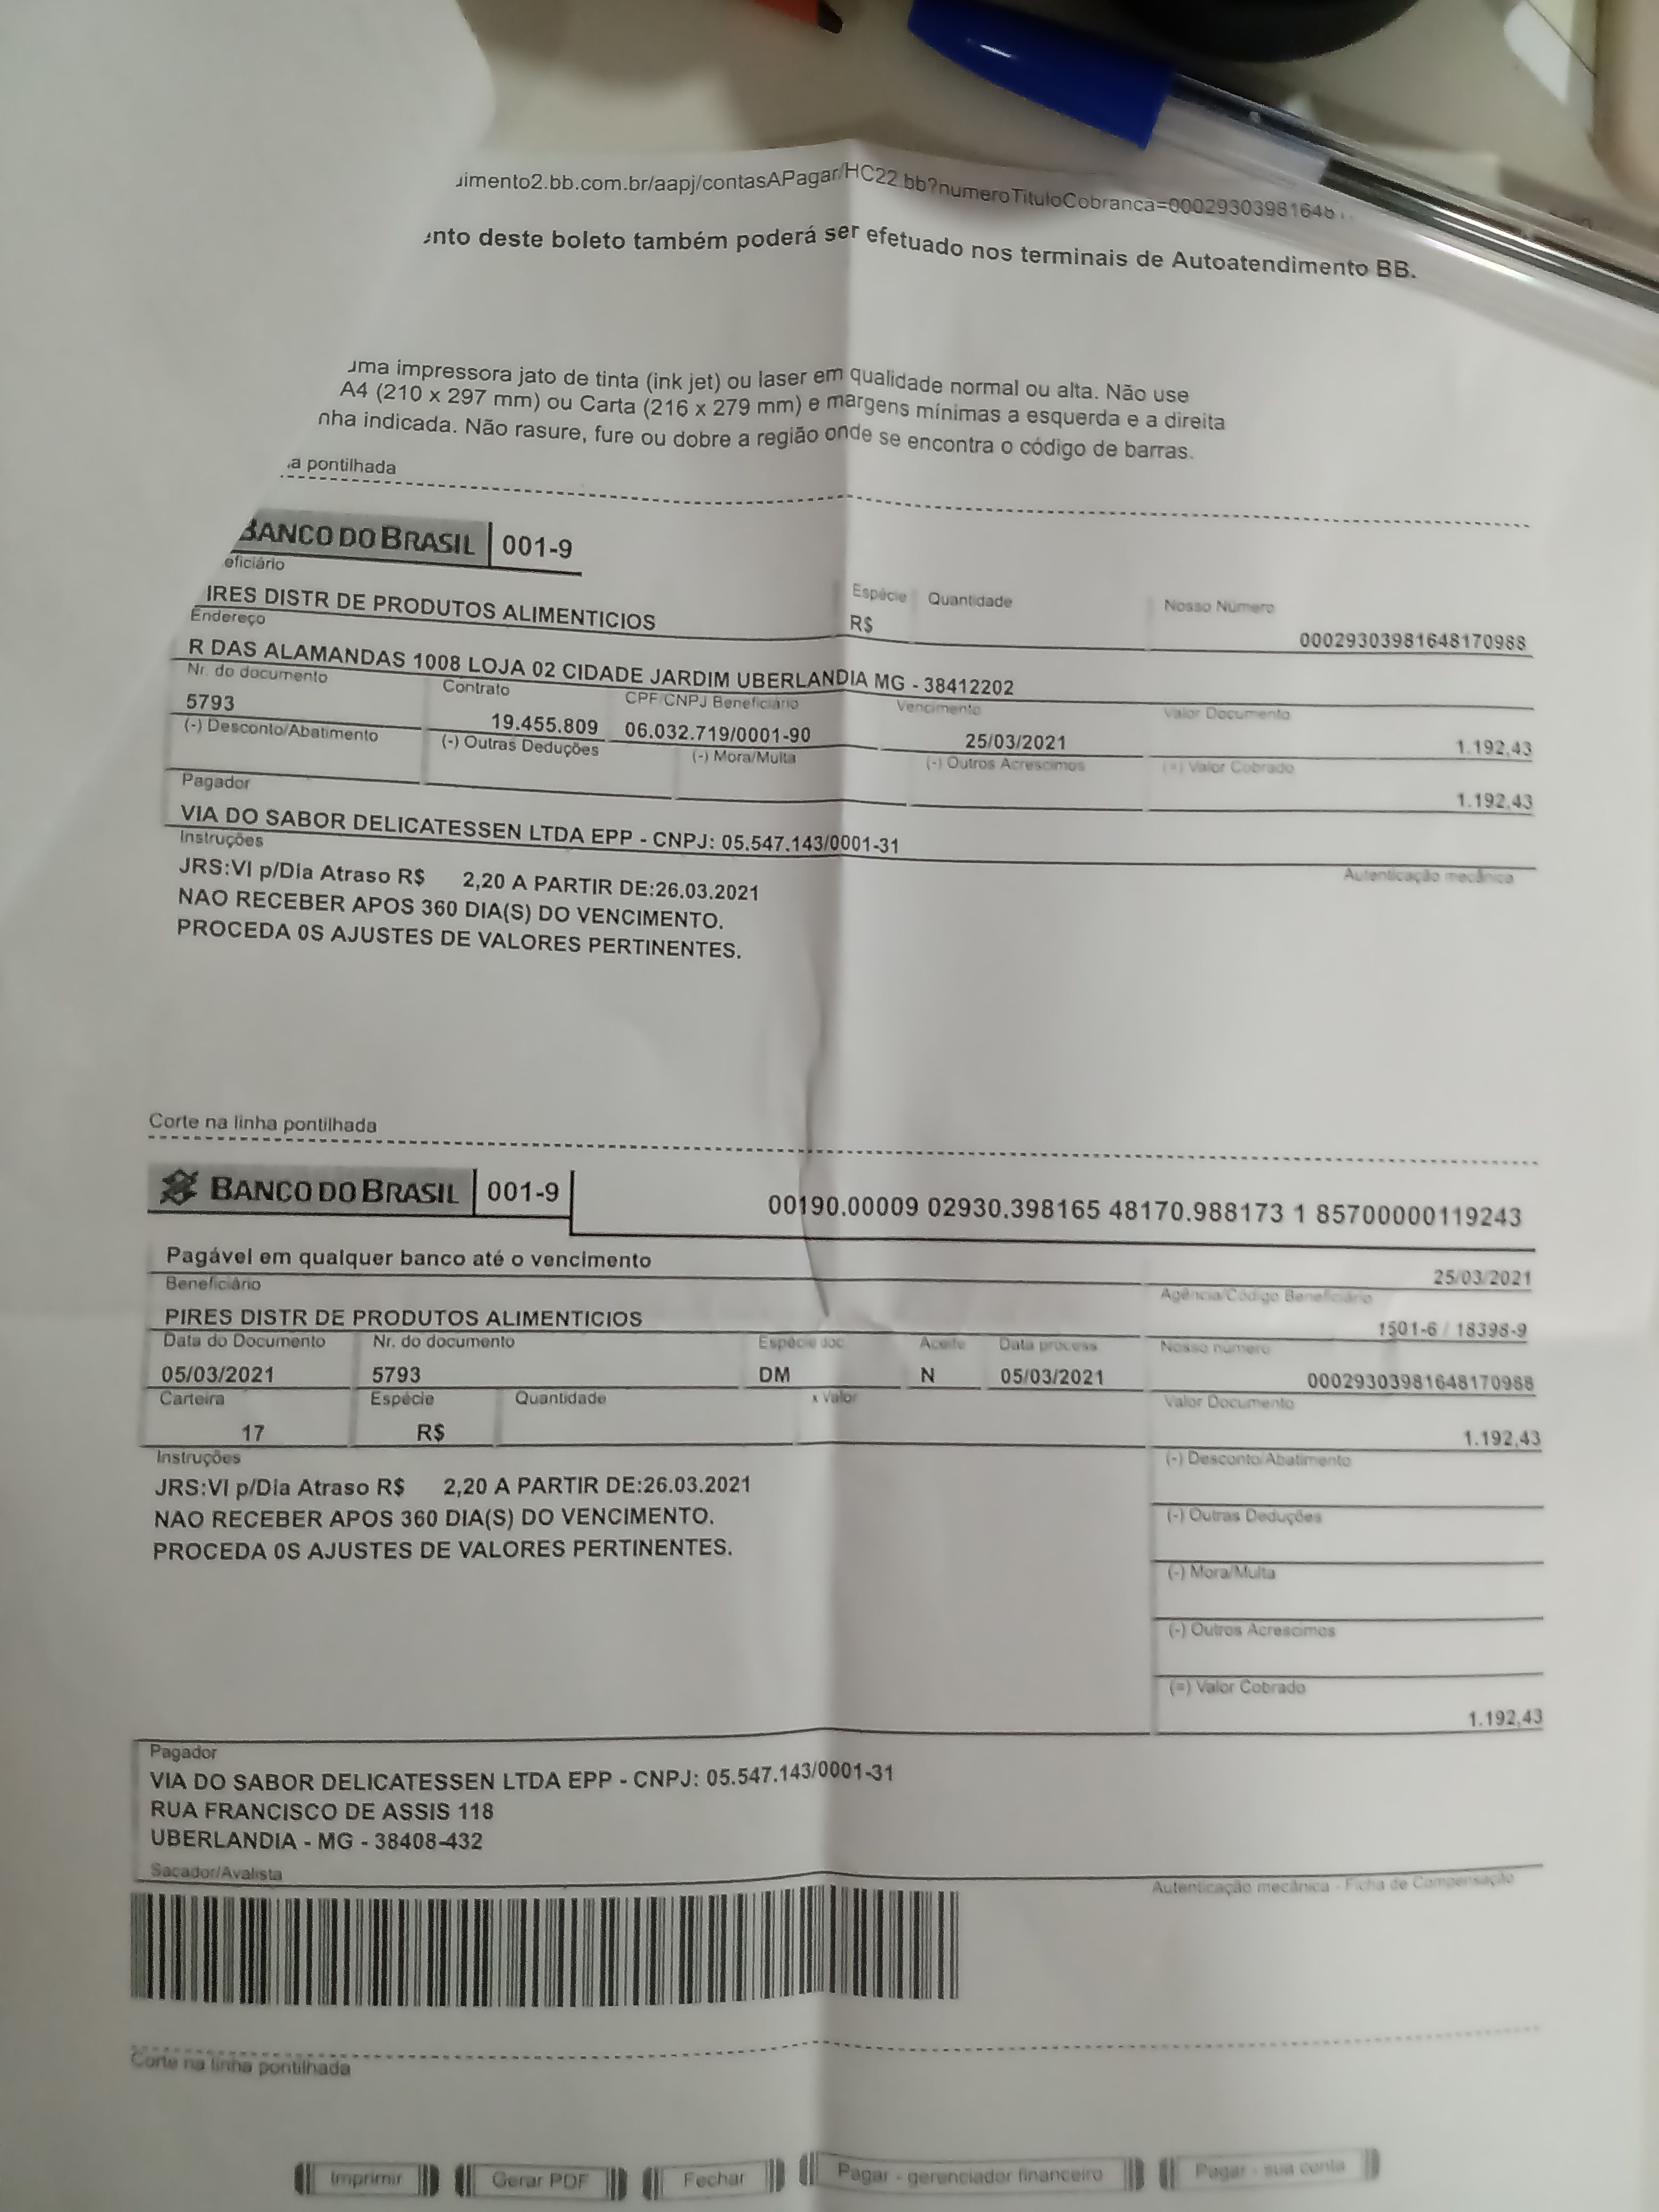 imento2.bb.com.br/aapj/contasAPagar/HC22.bb?numeroTituloCobranca=00029303981648
nto deste boleto também poderá ser efetuado nos terminais de Autoatendimento BB.
uma impressora jato de tinta (ink jet) ou laser em qualidade normal ou alta. Não use
A4 (210 x 297 mm) ou Carta (216 x 279 mm) e margens mínimas a esquerda e a direita
nha indicada. Não rasure, fure ou dobre a região onde se encontra o código de barras.
a pontilhada
BANCO DO BRASIL 001-9
eficiário Espécie Quantidade Nosso Número
IRES DISTR DE PRODUTOS ALIMENTICIOS R$ 00029303981648170988
Endereço
R DAS ALAMANDAS 1008 LOJA 02 CIDADE JARDIM UBERLANDIA MG - 38412202
Nr. do documento Contrato CPF/CNPJ Beneficiário Vencimento Valor Documento
5793 19.455.809 06.032.719/0001-90 25/03/2021 1.192,43
(-) Desconto/Abatimento (-) Outras Deduções (-) Mora/Multa (-) Outros Acrescimos (=) Valor Cobrado
1.192,43
Pagador
VIA DO SABOR DELICATESSEN LTDA EPP - CNPJ: 05.547.143/0001-31
Instruções Autenticação mecânica
JRS:VI p/Dia Atraso R$ 2,20 A PARTIR DE:26.03.2021
NAO RECEBER APOS 360 DIA(S) DO VENCIMENTO.
PROCEDA 0S AJUSTES DE VALORES PERTINENTES.
Corte na linha pontilhada
BANCO DO BRASIL 001-9 00190.00009 02930.398165 48170.988173 1 85700000119243
Pagável em qualquer banco até o vencimento 25/03/2021
Beneficiário Agência/Código Beneficiário
PIRES DISTR DE PRODUTOS ALIMENTICIOS 1501-6 / 18398-9
Data do Documento Nr. do documento Espécie doc Aceite Data process Nosso numero
05/03/2021 5793 DM N 05/03/2021 00029303981648170988
Carteira Espécie Quantidade x Valor Valor Documento
17 R$ 1.192,43
Instruções (-) Desconto/Abatimento
JRS:VI p/Dia Atraso R$ 2,20 A PARTIR DE:26.03.2021
NAO RECEBER APOS 360 DIA(S) DO VENCIMENTO.
(-) Outras Deduções
PROCEDA 0S AJUSTES DE VALORES PERTINENTES.
(-) Mora/Multa
(-) Outros Acrescimos
(=) Valor Cobrado
1.192,43
Pagador
VIA DO SABOR DELICATESSEN LTDA EPP - CNPJ: 05.547.143/0001-31
RUA FRANCISCO DE ASSIS 118
UBERLANDIA - MG - 38408-432
Sacador/Avalista Autenticação mecânica - Ficha de Compensação
Corte na linha pontilhada
Imprimir Gerar PDF Fechar Pagar - gerenciador financeiro Pagar - sua conta